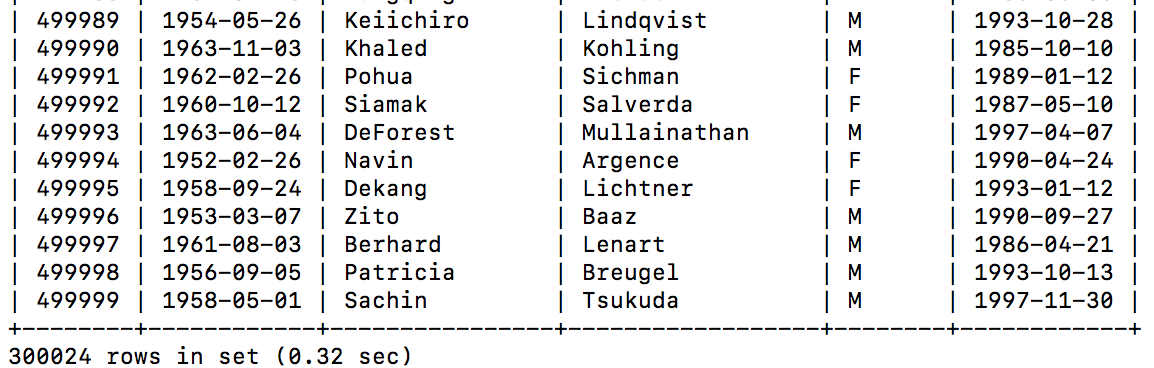 | 499989 | 1954-05-26 | Keiichiro | Lindqvist | M | 1993-10-28 |
| 499990 | 1963-11-03 | Khaled | Kohling | M | 1985-10-10 |
| 499991 | 1962-02-26 | Pohua | Sichman | F | 1989-01-12 |
| 499992 | 1960-10-12 | Siamak | Salverda | F | 1987-05-10 |
| 499993 | 1963-06-04 | DeForest | Mullainathan | M | 1997-04-07 |
| 499994 | 1952-02-26 | Navin | Argence | F | 1990-04-24 |
| 499995 | 1958-09-24 | Dekang | Lichtner | F | 1993-01-12 |
| 499996 | 1953-03-07 | Zito | Baaz | M | 1990-09-27 |
| 499997 | 1961-08-03 | Berhard | Lenart | M | 1986-04-21 |
| 499998 | 1956-09-05 | Patricia | Breugel | M | 1993-10-13 |
| 499999 | 1958-05-01 | Sachin | Tsukuda | M | 1997-11-30 |
+--------+------------+----------------+------------------+--------+------------+
300024 rows in set (0.32 sec)